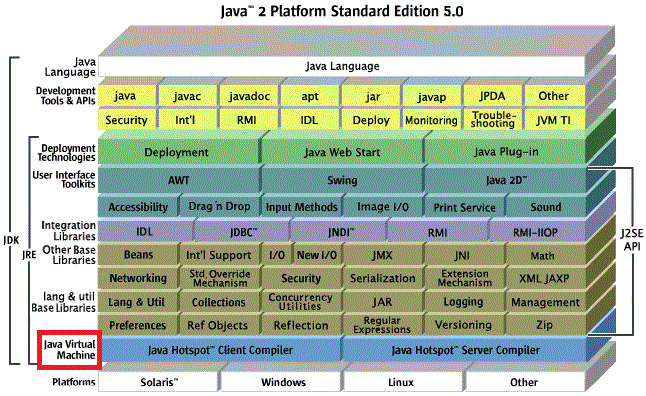 Java™ 2 Platform Standard Edition 5.0
Java Language
Java Language
Development Tools & APIs
java javac javadoc apt jar javap JPDA Other
Security Int'l RMI IDL Deploy Monitoring Trouble-shooting JVM TI
Deployment Technologies
Deployment Java Web Start Java Plug-in
User Interface Toolkits
AWT Swing Java 2D™
Accessibility Drag 'n Drop Input Methods Image I/O Print Service Sound
Integration Libraries
IDL JDBC™ JNDI™ RMI RMI-IIOP
Other Base Libraries
Beans Int'l Support I/O New I/O JMX JNI Math
Networking Std. Override Mechanism Security Serialization Extension Mechanism XML JAXP
lang & util Base Libraries
Lang & Util Collections Concurrency Utilities JAR Logging Management
Preferences Ref Objects Reflection Regular Expressions Versioning Zip
Java Virtual Machine
Java Hotspot™ Client Compiler Java Hotspot™ Server Compiler
Platforms
Solaris™ Windows Linux Other
JDK
JRE
J2SE API